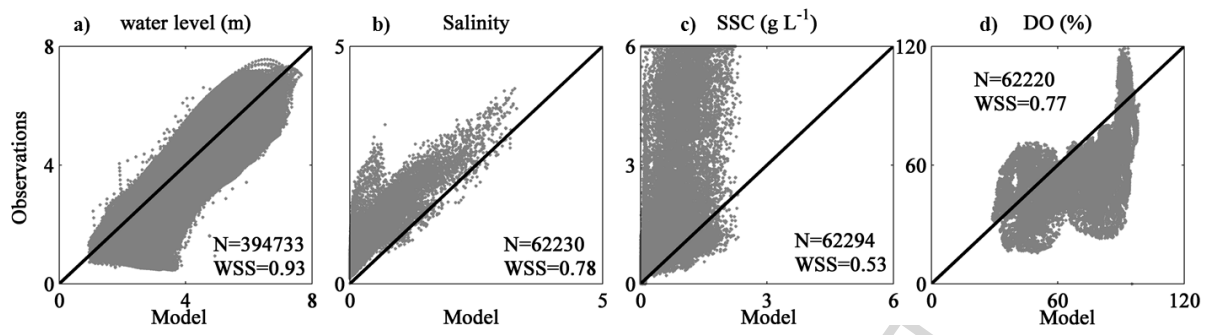 a) water level (m)
b) Salinity
c) SSC (g L⁻¹)
d) DO (%)
Observations
8
4
0
N=394733
WSS=0.93
0 4 8
Model
5
0
N=62230
WSS=0.78
0 5
Model
6
3
0
N=62294
WSS=0.53
0 3 6
Model
120
60
0
N=62220
WSS=0.77
0 60 120
Model